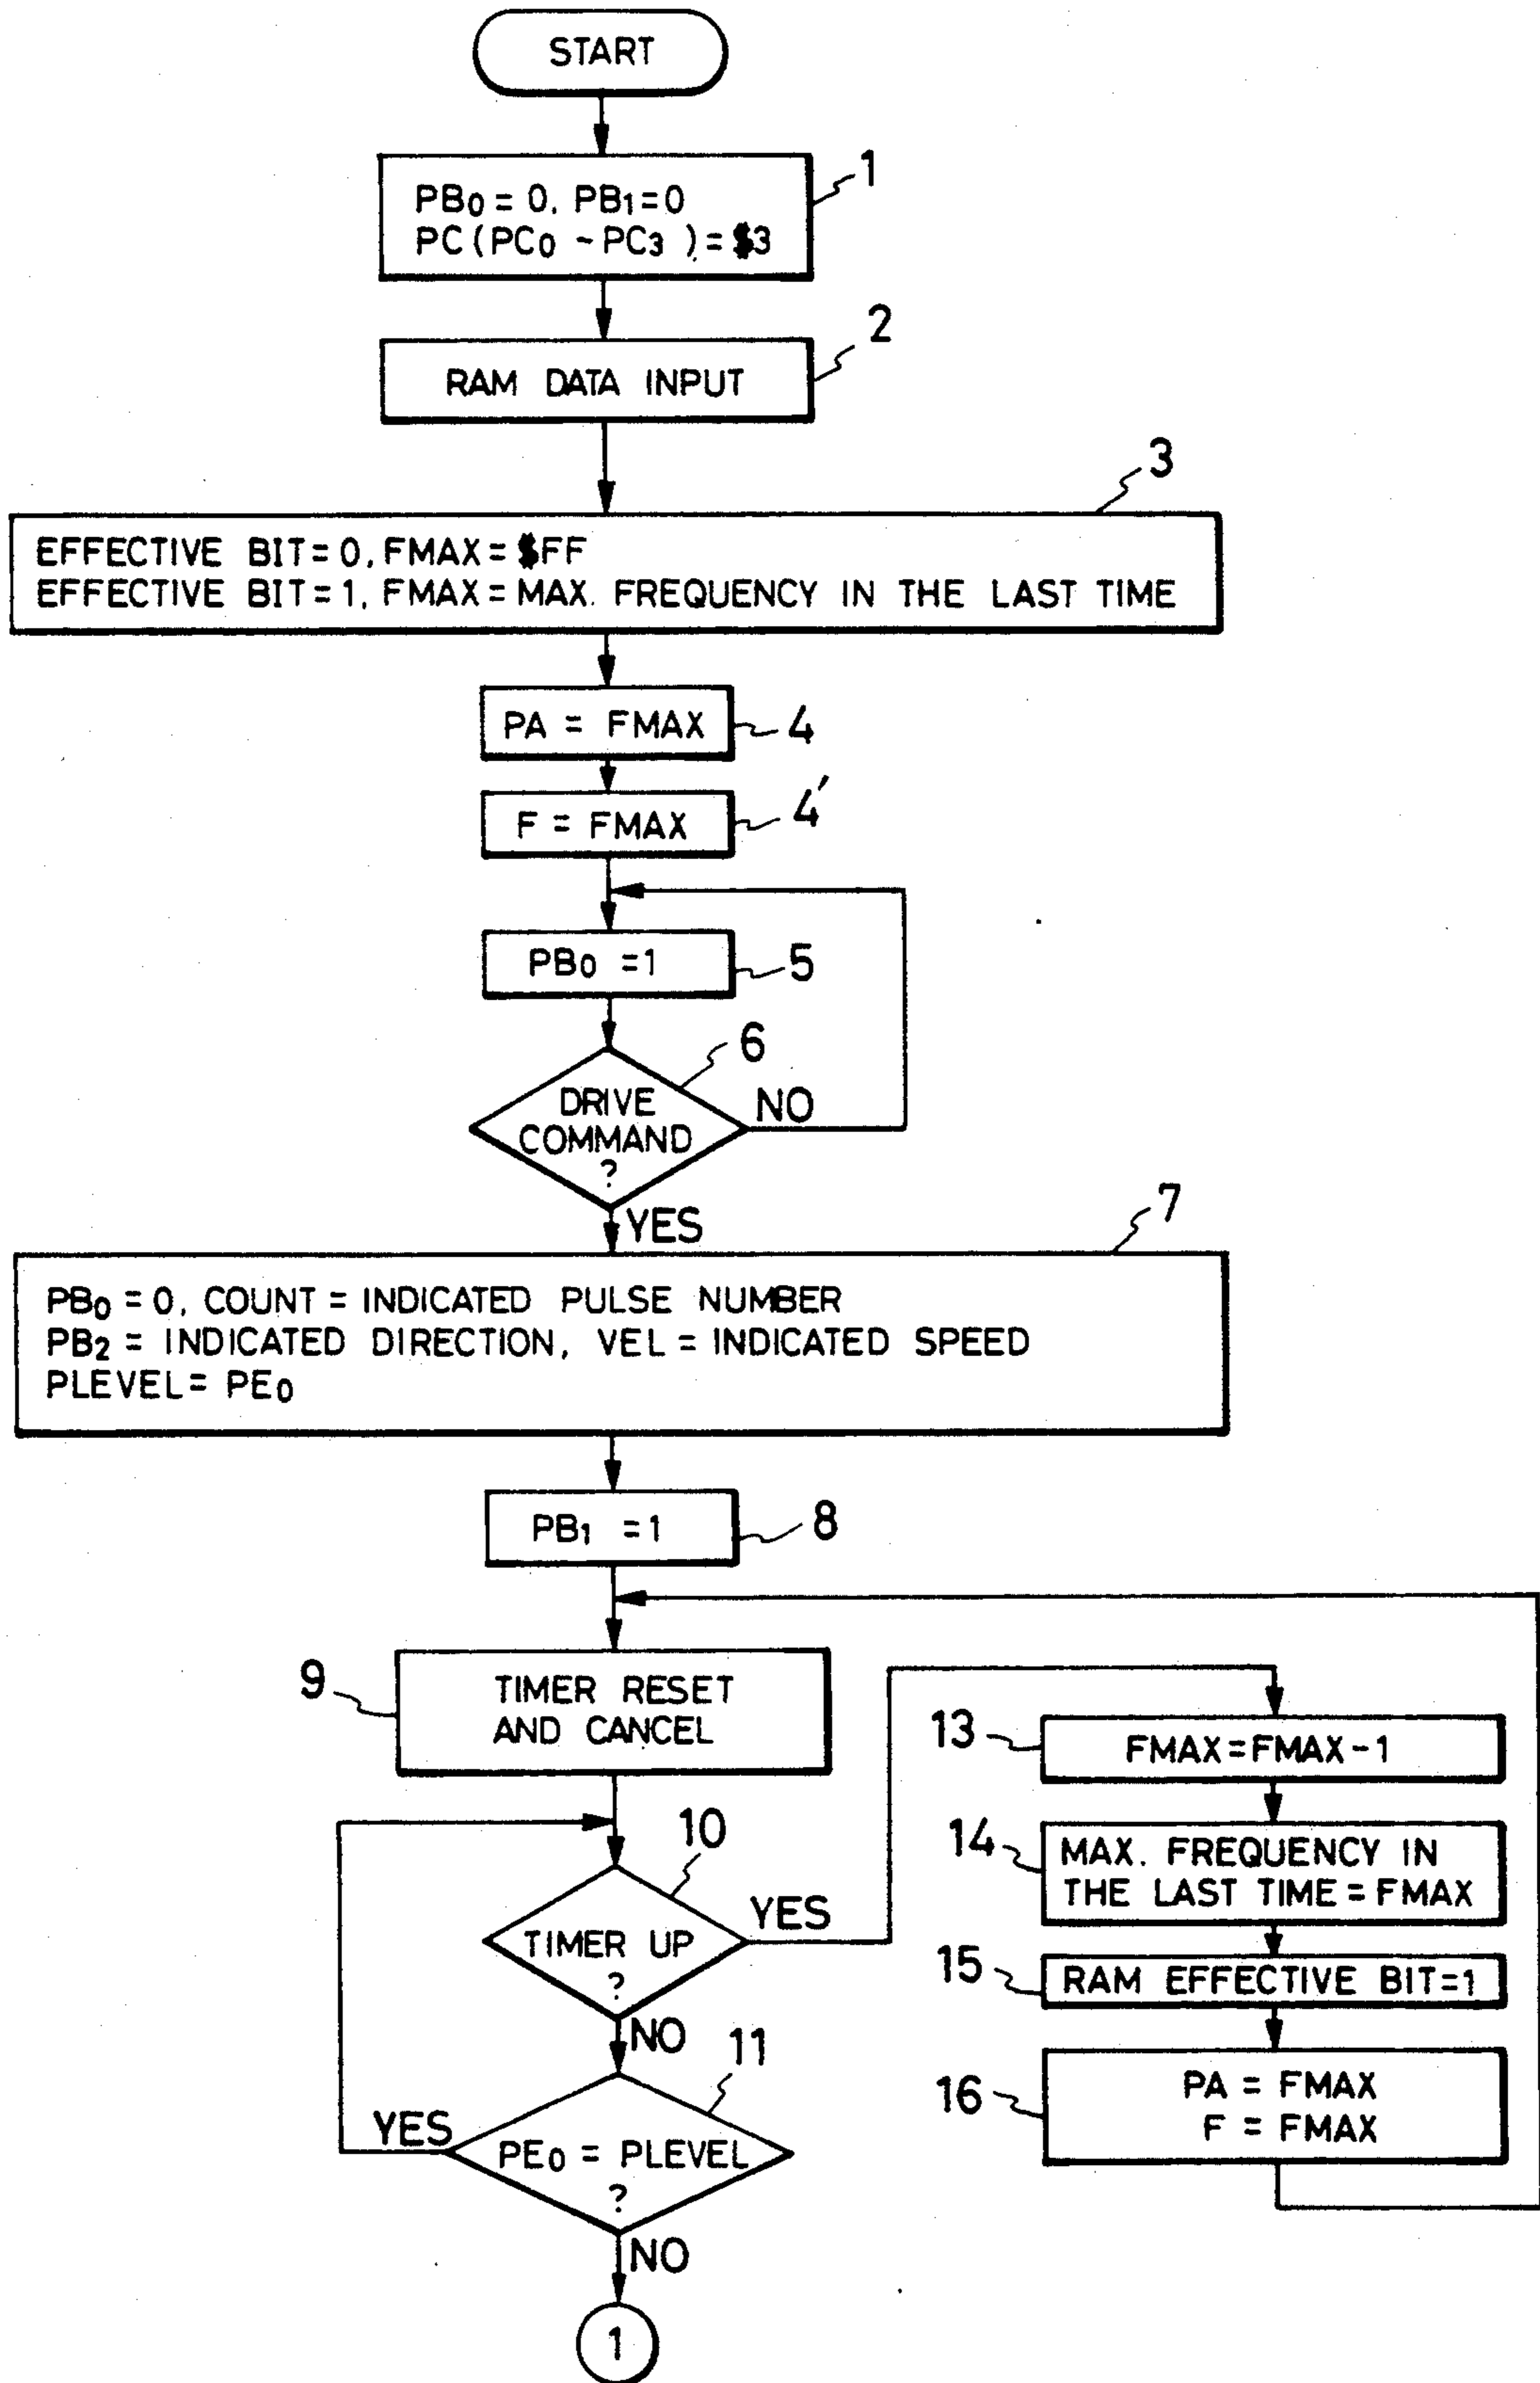 START
1
PB0 = 0, PB1 = 0
PC (PC0 ~ PC3) = $3
2
RAM DATA INPUT
3
EFFECTIVE BIT = 0, FMAX = $FF
EFFECTIVE BIT = 1, FMAX = MAX. FREQUENCY IN THE LAST TIME
PA = FMAX
4
F = FMAX
4'
PB0 = 1
5
6
DRIVE
COMMAND
?
NO
YES
7
PB0 = 0, COUNT = INDICATED PULSE NUMBER
PB2 = INDICATED DIRECTION, VEL = INDICATED SPEED
PLEVEL = PE0
PB1 = 1
8
9
TIMER RESET
AND CANCEL
10
TIMER UP
?
YES
NO
11
PE0 = PLEVEL
?
YES
NO
1
13
FMAX = FMAX - 1
14
MAX. FREQUENCY IN
THE LAST TIME = FMAX
15
RAM EFFECTIVE BIT = 1
16
PA = FMAX
F = FMAX